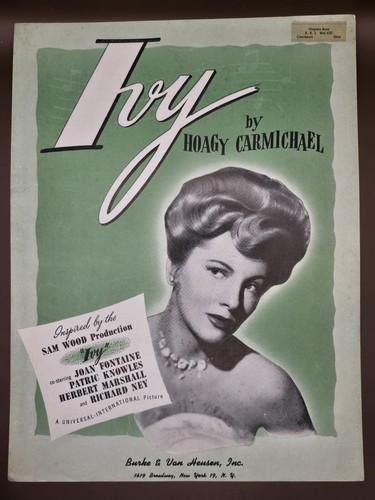 Ivy
by
HOAGY CARMICHAEL
Inspired by the
SAM WOOD Production
"Ivy"
co-starring JOAN FONTAINE
PATRIC KNOWLES
HERBERT MARSHALL
and RICHARD NEY
A UNIVERSAL-INTERNATIONAL Picture
Burke & Van Heusen, Inc.
1619 Broadway, New York 19, N. Y.